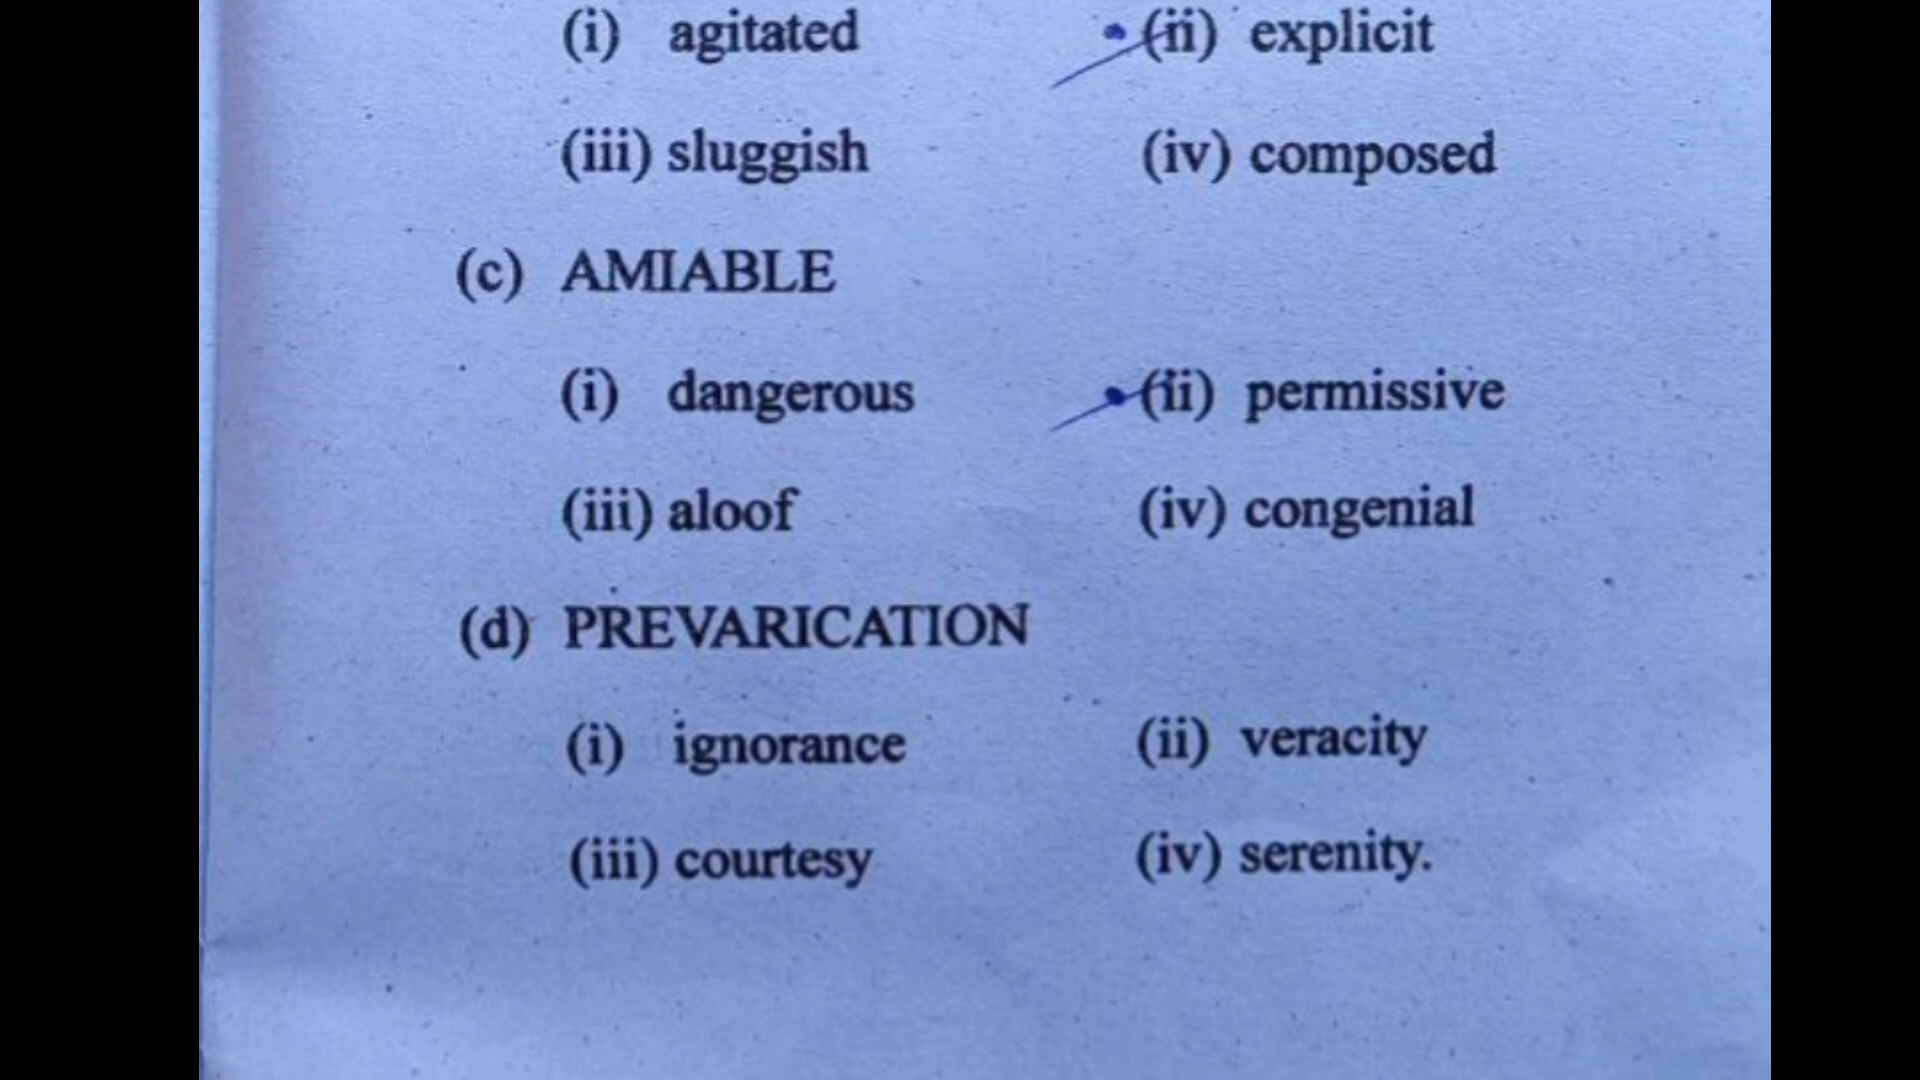 (i) agitated (ii) explicit
(iii) sluggish (iv) composed
(c) AMIABLE
(i) dangerous (ii) permissive
(iii) aloof (iv) congenial
(d) PREVARICATION
(i) ignorance (ii) veracity
(iii) courtesy (iv) serenity.